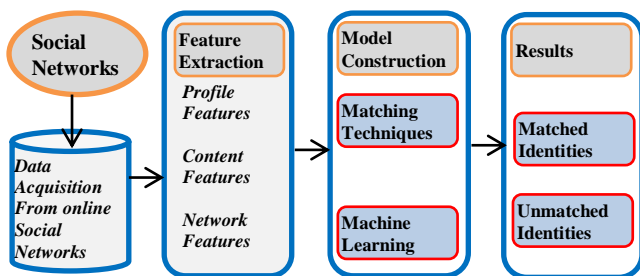 Social
Networks
Data
Acquisition
From online
Social
Networks
Feature
Extraction
Profile
Features
Content
Features
Network
Features
Model
Construction
Matching
Techniques
Machine
Learning
Results
Matched
Identities
Unmatched
Identities